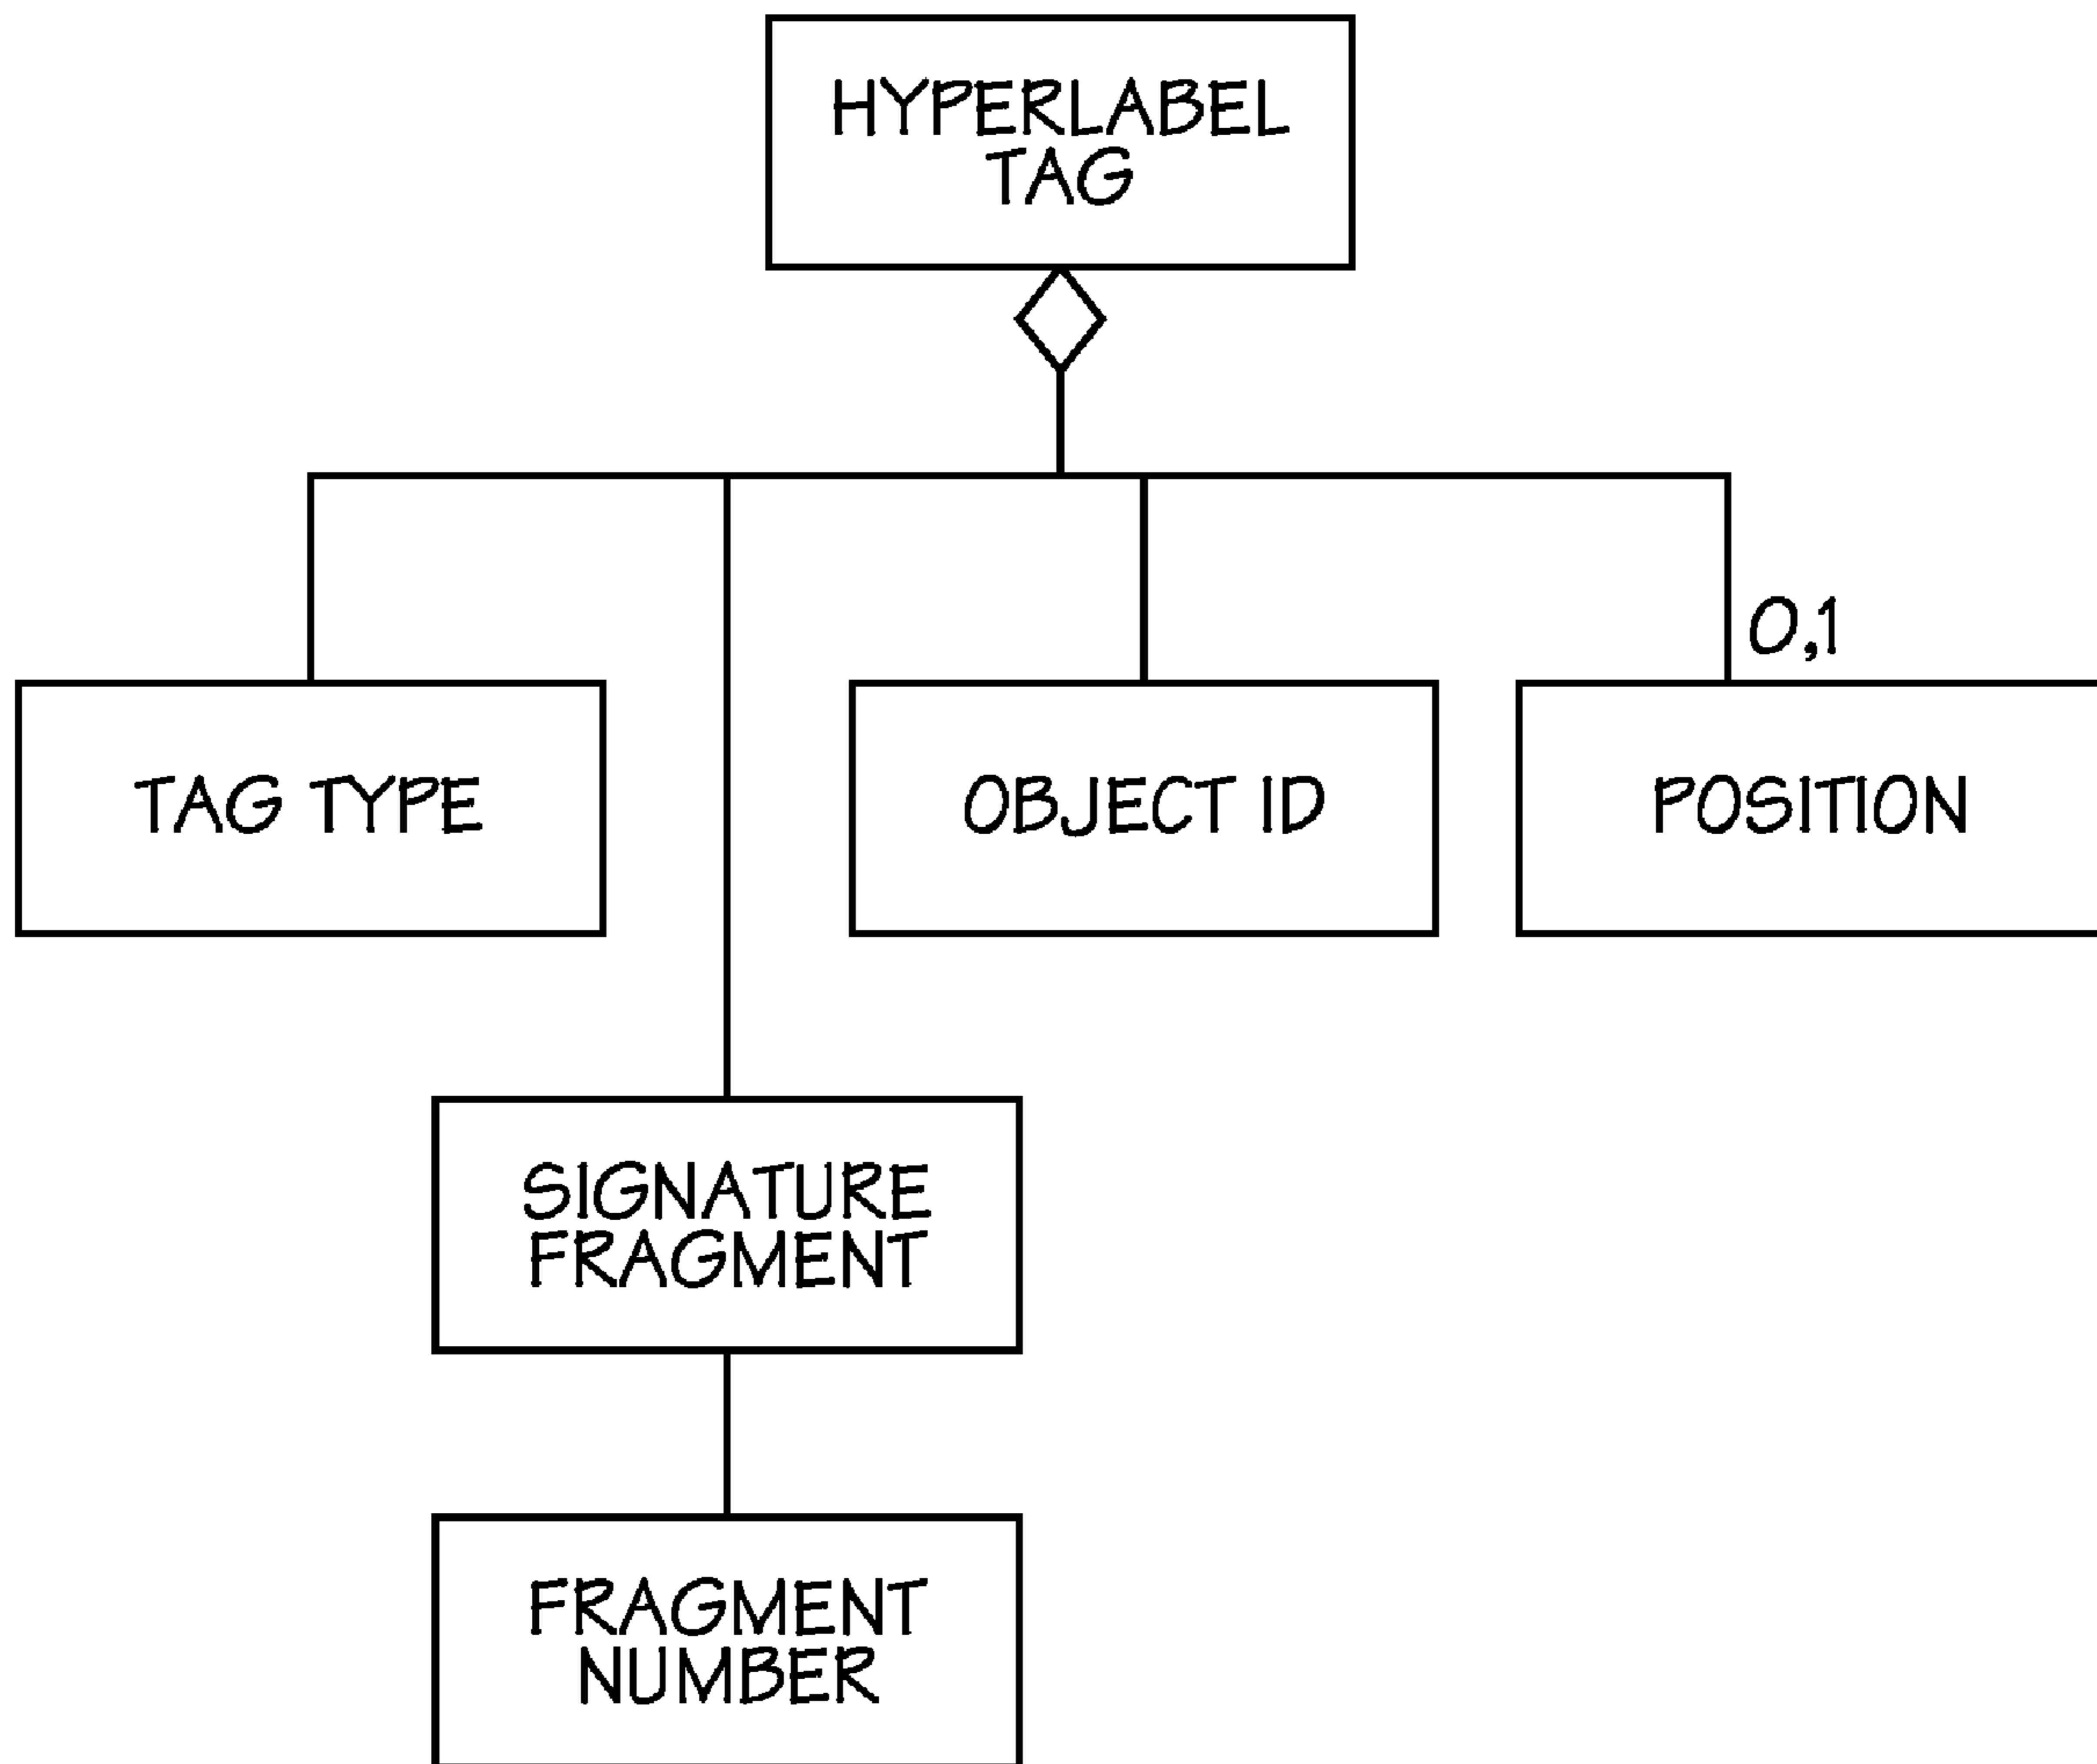 HYPERLABEL
TAG
0,1
TAG TYPE
OBJECT ID
POSITION
SIGNATURE
FRAGMENT
FRAGMENT
NUMBER